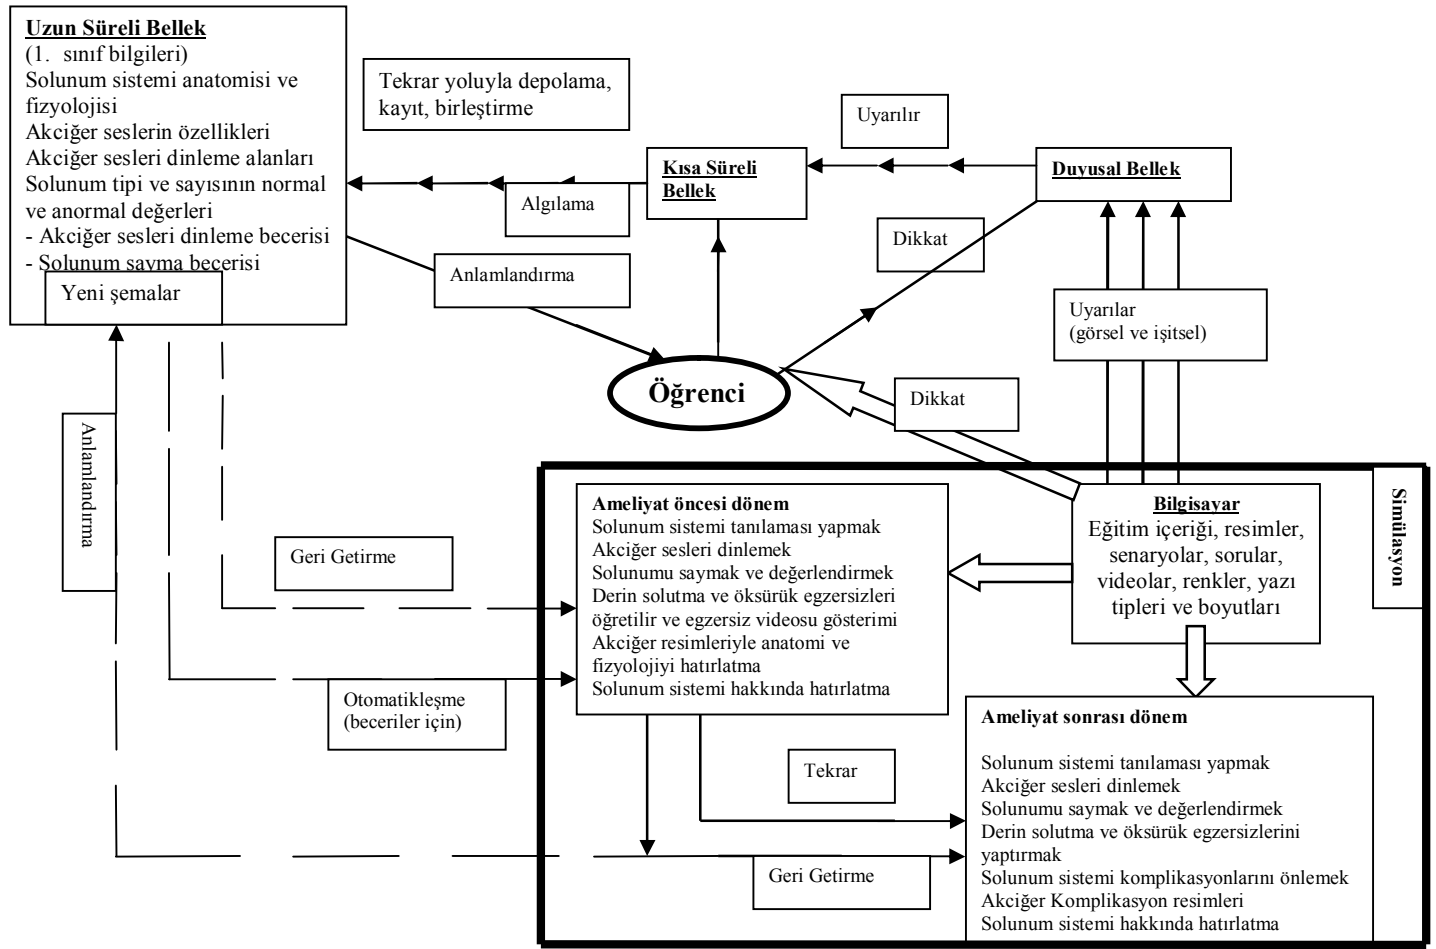 Uzun Süreli Bellek
(1. sınıf bilgileri)
Solunum sistemi anatomisi ve
fizyolojisi
Akciğer seslerin özellikleri
Akciğer sesleri dinleme alanları
Solunum tipi ve sayısının normal
ve anormal değerleri
- Akciğer sesleri dinleme becerisi
- Solunum sayma becerisi
Yeni şemalar
Tekrar yoluyla depolama,
kayıt, birleştirme
Uyarılır
Kısa Süreli
Bellek
Duyusal Bellek
Algılama
Dikkat
Anlamlandırma
Uyarılar
(görsel ve işitsel)
Öğrenci
Dikkat
Anlamlandırma
Simülasyon
Ameliyat öncesi dönem
Solunum sistemi tanılaması yapmak
Akciğer sesleri dinlemek
Solunumu saymak ve değerlendirmek
Derin solutma ve öksürük egzersizleri
öğretilir ve egzersiz videosu gösterimi
Akciğer resimleriyle anatomi ve
fizyolojiyi hatırlatma
Solunum sistemi hakkında hatırlatma
Bilgisayar
Eğitim içeriği, resimler,
senaryolar, sorular,
videolar, renkler, yazı
tipleri ve boyutları
Geri Getirme
Otomatikleşme
(beceriler için)
Tekrar
Ameliyat sonrası dönem
Solunum sistemi tanılaması yapmak
Akciğer sesleri dinlemek
Solunumu saymak ve değerlendirmek
Derin solutma ve öksürük egzersizlerini
yaptırmak
Solunum sistemi komplikasyonlarını önlemek
Akciğer Komplikasyon resimleri
Solunum sistemi hakkında hatırlatma
Geri Getirme